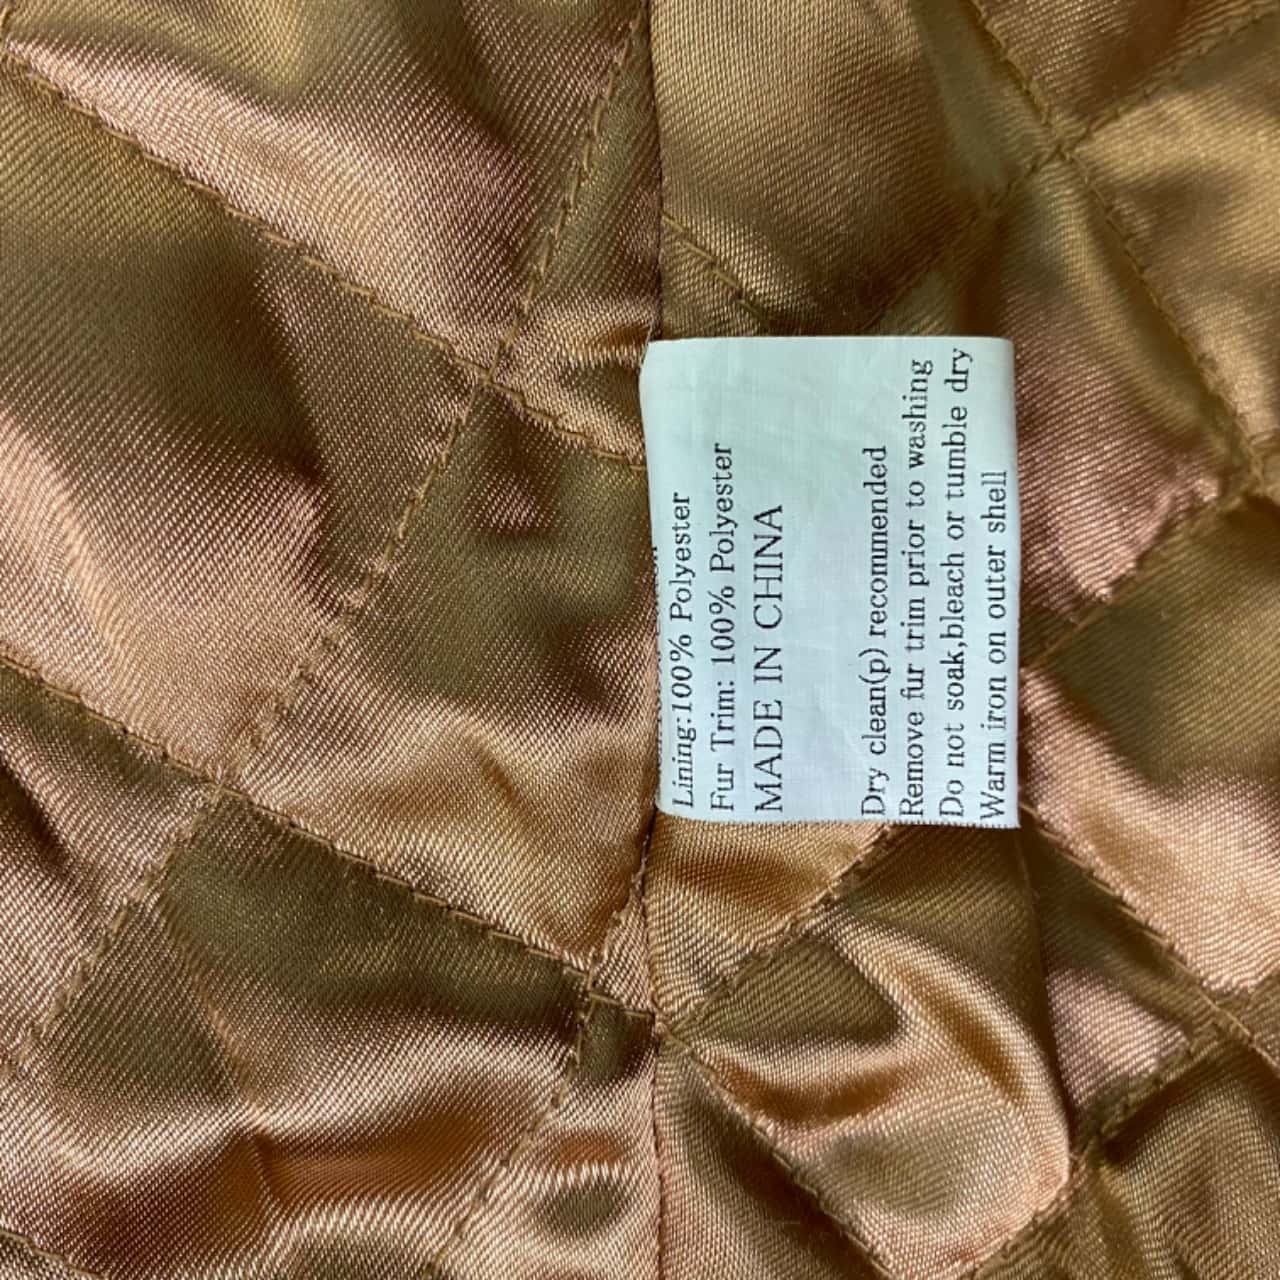 Lining:100% Polyester
Fur Trim: 100% Polyester
MADE IN CHINA
Dry clean(p) recommended
Remove fur trim prior to washing
Do not soak,bleach or tumble dry
Warm iron on outer shell